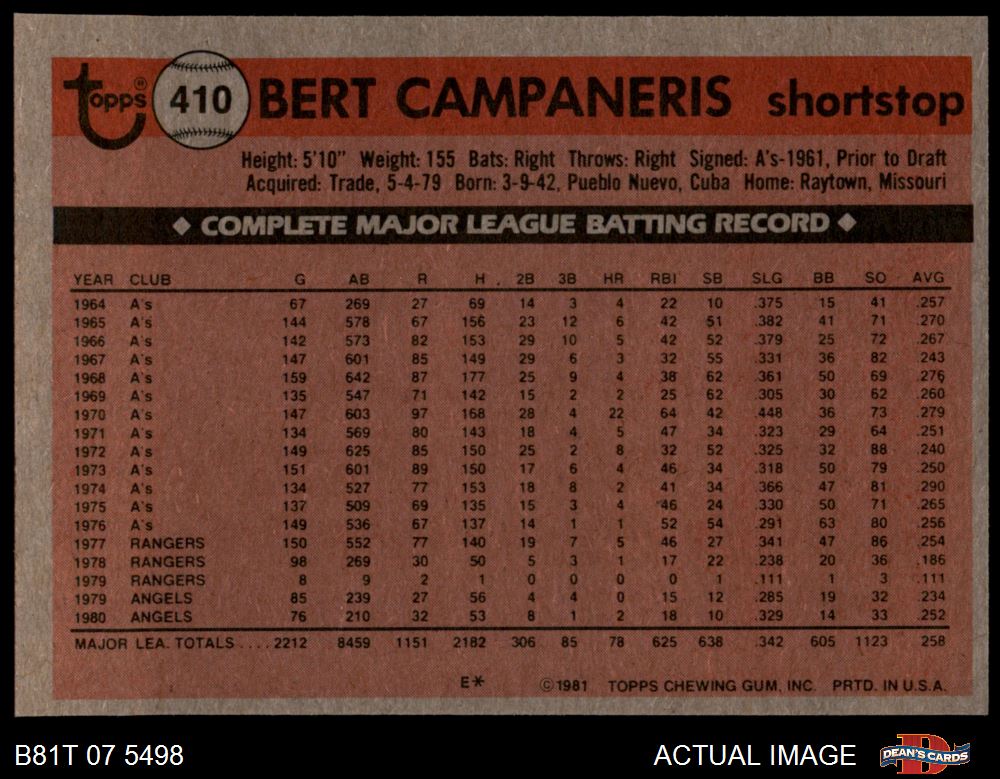 Topps® 410 BERT CAMPANERIS shortstop
Height: 5'10" Weight: 155 Bats: Right Throws: Right Signed: A's-1961, Prior to Draft
Acquired: Trade, 5-4-79 Born: 3-9-42, Pueblo Nuevo, Cuba Home: Raytown, Missouri
◆ COMPLETE MAJOR LEAGUE BATTING RECORD ◆
YEAR CLUB G AB R H 2B 3B HR RBI SB SLG BB SO AVG
1964 A's 67 269 27 69 14 3 4 22 10 .375 15 41 .257
1965 A's 144 578 67 156 23 12 6 42 51 .382 41 71 .270
1966 A's 142 573 82 153 29 10 5 42 52 .379 25 72 .267
1967 A's 147 601 85 149 29 6 3 32 55 .331 36 82 .243
1968 A's 159 642 87 177 25 9 4 38 62 .361 50 69 .276
1969 A's 135 547 71 142 15 2 2 25 62 .305 30 62 .260
1970 A's 147 603 97 168 28 4 22 64 42 .448 36 73 .279
1971 A's 134 569 80 143 18 4 5 47 34 .323 29 64 .251
1972 A's 149 625 85 150 25 2 8 32 52 .325 32 88 .240
1973 A's 151 601 89 150 17 6 4 46 34 .318 50 79 .250
1974 A's 134 527 77 153 18 8 2 41 34 .366 47 81 .290
1975 A's 137 509 69 135 15 3 4 46 24 .330 50 71 .265
1976 A's 149 536 67 137 14 1 1 52 54 .291 63 80 .256
1977 RANGERS 150 552 77 140 19 7 5 46 27 .341 47 86 .254
1978 RANGERS 98 269 30 50 5 3 1 17 22 .238 20 36 .186
1979 RANGERS 8 9 2 1 0 0 0 0 1 .111 1 3 .111
1979 ANGELS 85 239 27 56 4 4 0 15 12 .285 19 32 .234
1980 ANGELS 76 210 32 53 8 1 2 18 10 .329 14 33 .252
MAJOR LEA. TOTALS .... 2212 8459 1151 2182 306 85 78 625 638 .342 605 1123 .258
E* ©1981 TOPPS CHEWING GUM, INC. PRTD. IN U.S.A.
B81T 07 5498 ACTUAL IMAGE DEAN'S CARDS